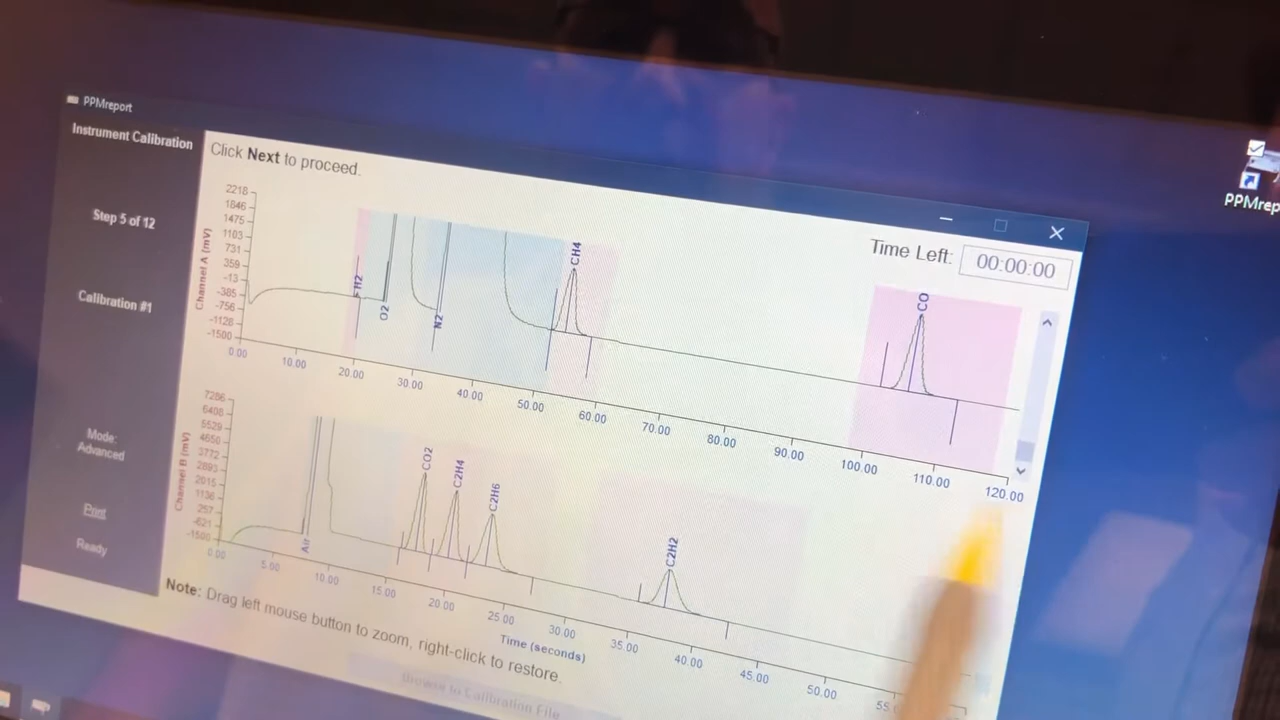 PPMreport
Instrument Calibration
Step 5 of 12
Calibration #1
Mode:
Advanced
Print
Ready
Click Next to proceed.
Time Left: 00:00:00
Channel A (mV)
2218
1846
1475
1103
731
359
-13
-385
-756
-1128
-1500
H2
O2
N2
CH4
CO
0.00 10.00 20.00 30.00 40.00 50.00 60.00 70.00 80.00 90.00 100.00 110.00 120.00
Channel B (mV)
7286
6408
5529
4650
3772
2893
2015
1136
257
-621
-1500
Air
CO2
C2H4
C2H6
C2H2
0.00 5.00 10.00 15.00 20.00 25.00 30.00 35.00 40.00 45.00 50.00
Time (seconds)
Note: Drag left mouse button to zoom, right-click to restore.
Browse to Calibration File